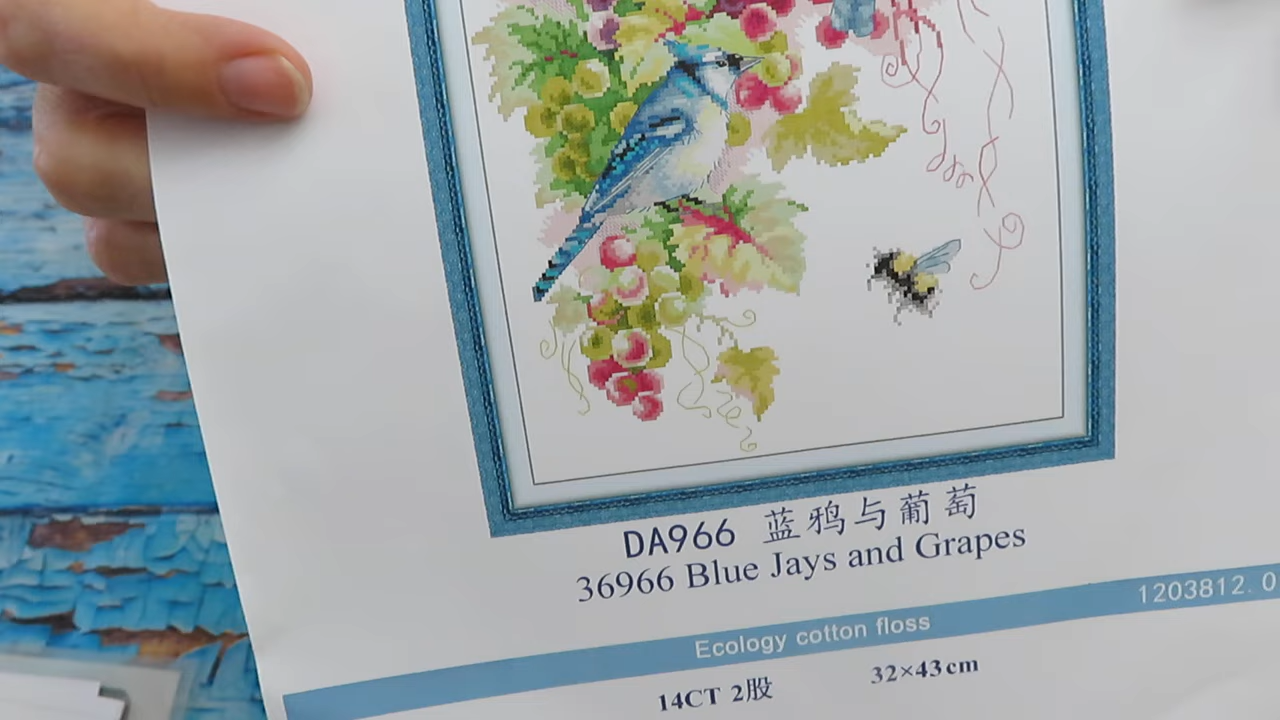 DA966 蓝鸦与葡萄
36966 Blue Jays and Grapes
1203812.0
Ecology cotton floss
14CT 2股
32×43cm